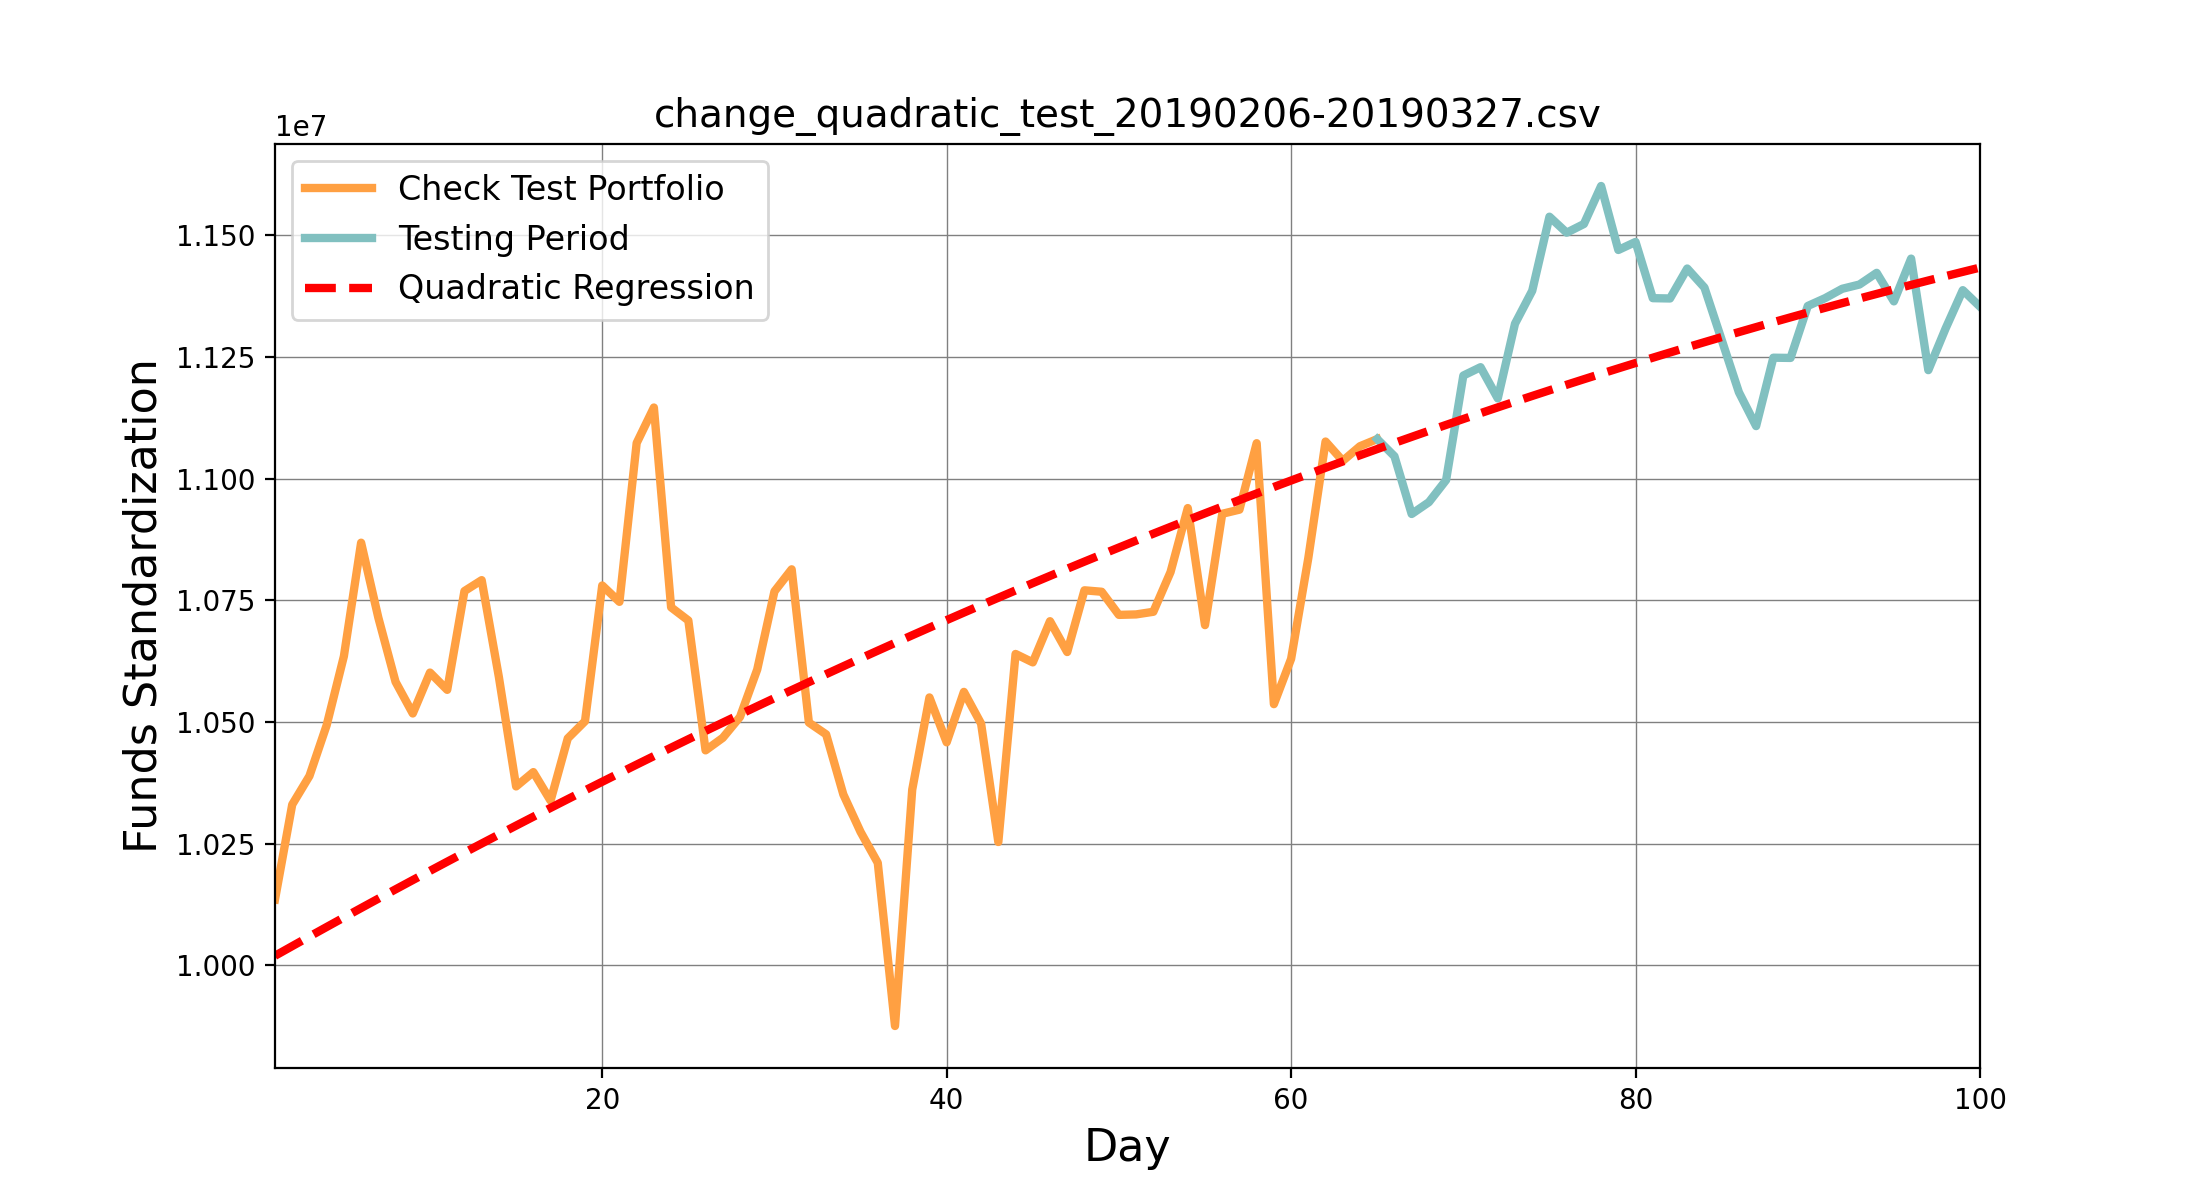 change_quadratic_test_20190206-20190327.csv
1e7
Check Test Portfolio
Testing Period
Quadratic Regression
1.150
1.125
1.100
1.075
1.050
1.025
1.000
Funds Standardization
20 40 60 80 100
Day